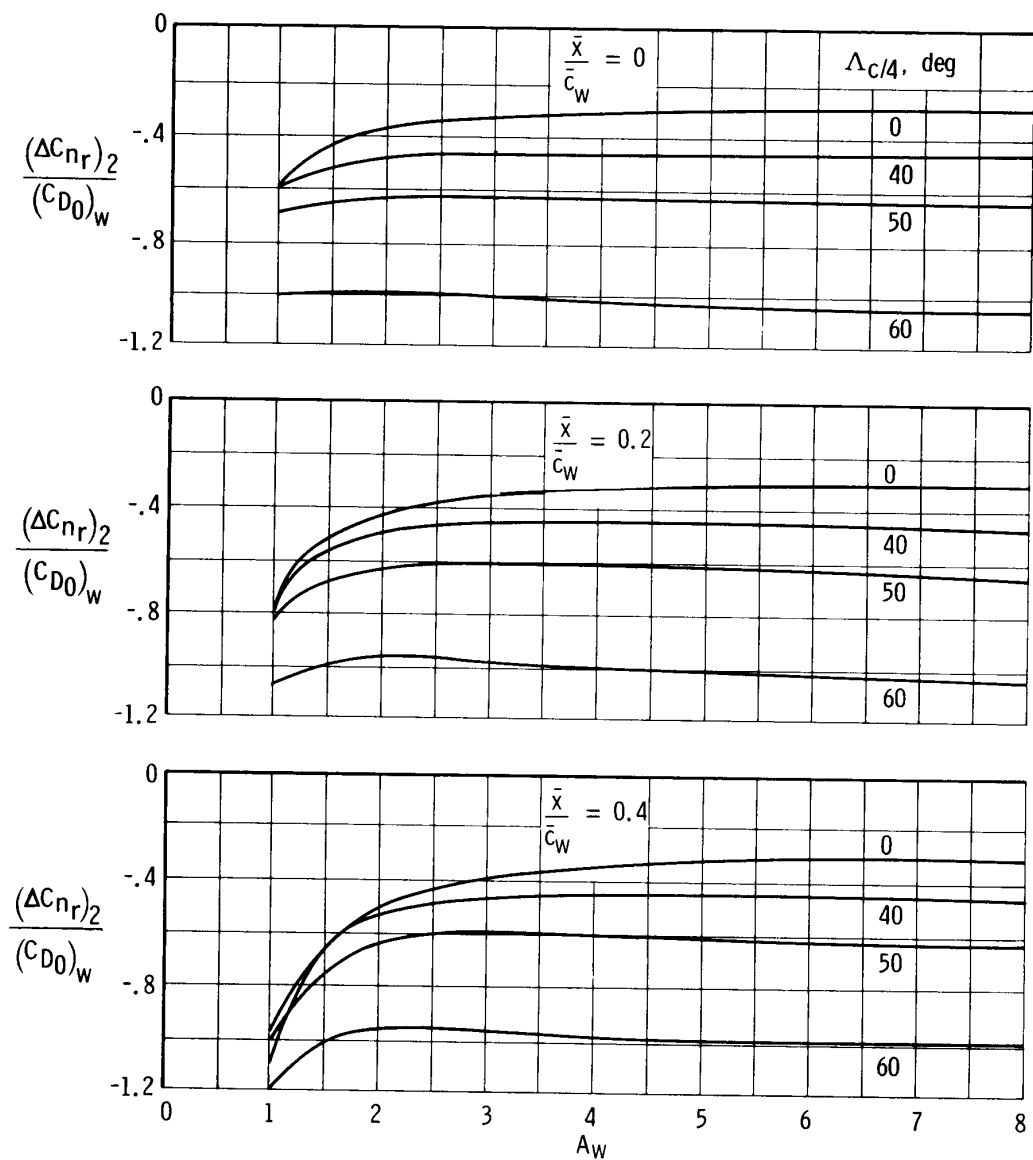 0
x̄/c̄w = 0
Λc/4, deg
-.4
0
(ΔCnr)2/(CD0)w
40
50
-.8
60
-1.2
0
x̄/c̄w = 0.2
0
-.4
(ΔCnr)2/(CD0)w
40
50
-.8
60
-1.2
0
x̄/c̄w = 0.4
0
-.4
(ΔCnr)2/(CD0)w
40
50
-.8
60
-1.2
0 1 2 3 4 5 6 7 8
Aw